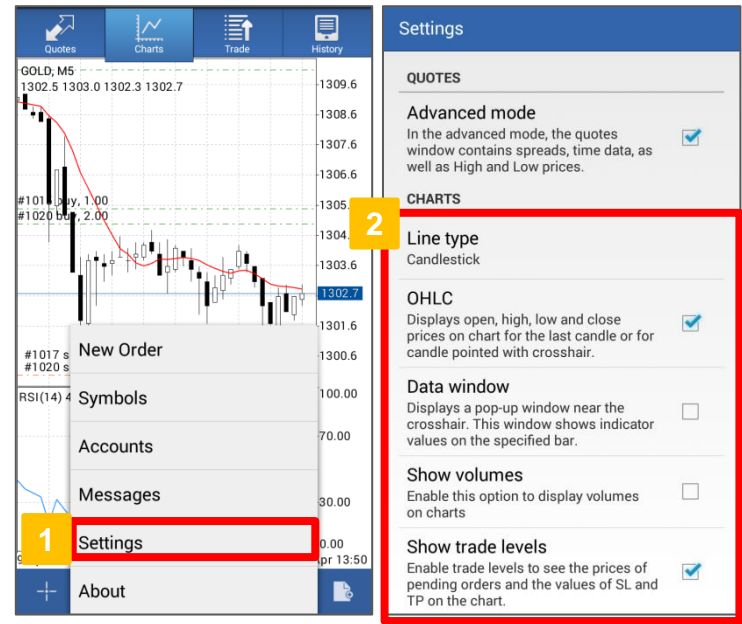 Quotes
Charts
Trade
History
GOLD, M5
1302.5 1303.0 1302.3 1302.7
1309.6
1308.6
1307.6
1306.6
#101 buy, 1.00
1305.
#1020 buy, 2.00
1304.
1303.6
1302.7
1301.6
#1017 s
1300.6
#1020 s
RSI(14) 4
100.00
70.00
30.00
0.00
pr 13:50
New Order
Symbols
Accounts
Messages
1
Settings
About
Settings
QUOTES
Advanced mode
In the advanced mode, the quotes
window contains spreads, time data, as
well as High and Low prices.
CHARTS
2
Line type
Candlestick
OHLC
Displays open, high, low and close
prices on chart for the last candle or for
candle pointed with crosshair.
Data window
Displays a pop-up window near the
crosshair. This window shows indicator
values on the specified bar.
Show volumes
Enable this option to display volumes
on charts
Show trade levels
Enable trade levels to see the prices of
pending orders and the values of SL and
TP on the chart.